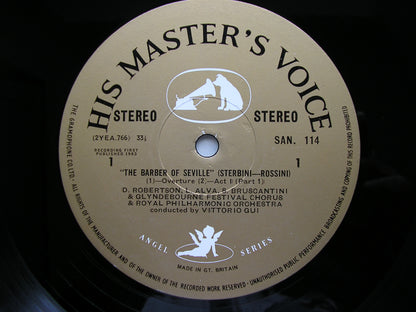 HIS MASTER'S VOICE
STEREO STEREO
(2YEA.766) 33⅓
SAN. 114
RECORDING FIRST
PUBLISHED 1963
1 1
"THE BARBER OF SEVILLE" (STERBINI—ROSSINI)
(1)—Overture (2)—Act I (Part 1)
D. ROBERTSON, L. ALVA, S. BRUSCANTINI
& GLYNDEBOURNE FESTIVAL CHORUS
& ROYAL PHILHARMONIC ORCHESTRA
conducted by VITTORIO GUI
ANGEL SERIES
MADE IN GT. BRITAIN
THE GRAMOPHONE CO. LTD. · ALL RIGHTS OF THE MANUFACTURER AND OF THE OWNER OF THE RECORDED WORK RESERVED · UNAUTHORISED PUBLIC PERFORMANCE BROADCASTING AND COPYING OF THIS RECORD PROHIBITED